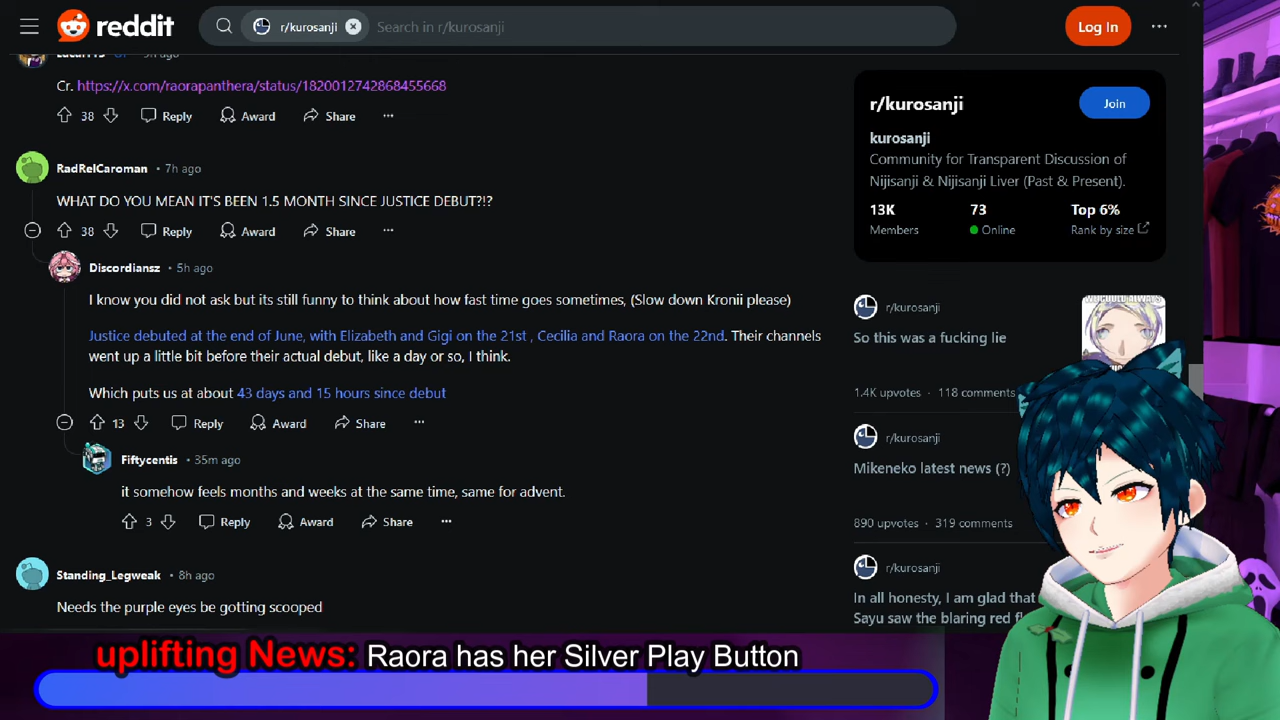 reddit
r/kurosanji
Search in r/kurosanji
Log In
Cr. https://x.com/raorapanthera/status/1820012742868455668
38
Reply
Award
Share
RadRelCaroman • 7h ago
WHAT DO YOU MEAN IT'S BEEN 1.5 MONTH SINCE JUSTICE DEBUT?!?
38
Reply
Award
Share
Discordiansz • 5h ago
I know you did not ask but its still funny to think about how fast time goes sometimes, (Slow down Kronii please)
Justice debuted at the end of June, with Elizabeth and Gigi on the 21st , Cecilia and Raora on the 22nd. Their channels
went up a little bit before their actual debut, like a day or so, I think.
Which puts us at about 43 days and 15 hours since debut
13
Reply
Award
Share
Fiftycentis • 35m ago
it somehow feels months and weeks at the same time, same for advent.
3
Reply
Award
Share
Standing_Legweak • 8h ago
Needs the purple eyes be gotting scooped
r/kurosanji
Join
kurosanji
Community for Transparent Discussion of
Nijisanji & Nijisanji Liver (Past & Present).
13K
73
Top 6%
Members
Online
Rank by size
r/kurosanji
So this was a fucking lie
1.4K upvotes • 118 comments
r/kurosanji
Mikeneko latest news (?)
890 upvotes • 319 comments
r/kurosanji
In all honesty, I am glad that
Sayu saw the blaring red
uplifting News: Raora has her Silver Play Button